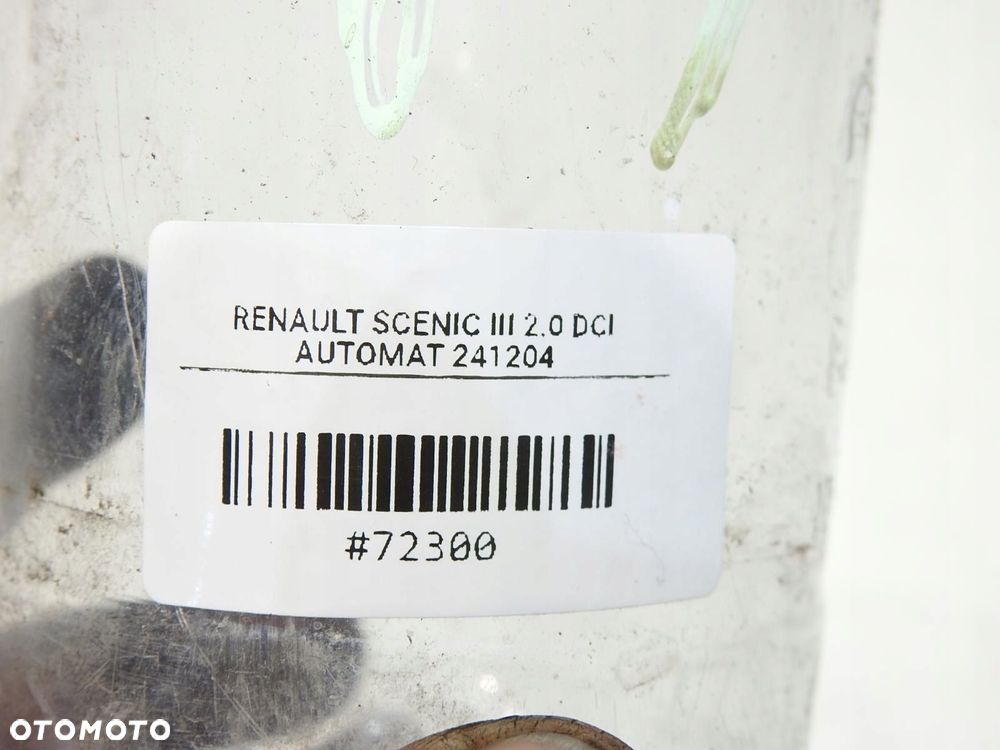 RENAULT SCENIC III 2.0 DCI
AUTOMAT 241204
#72300
OTOMOTO